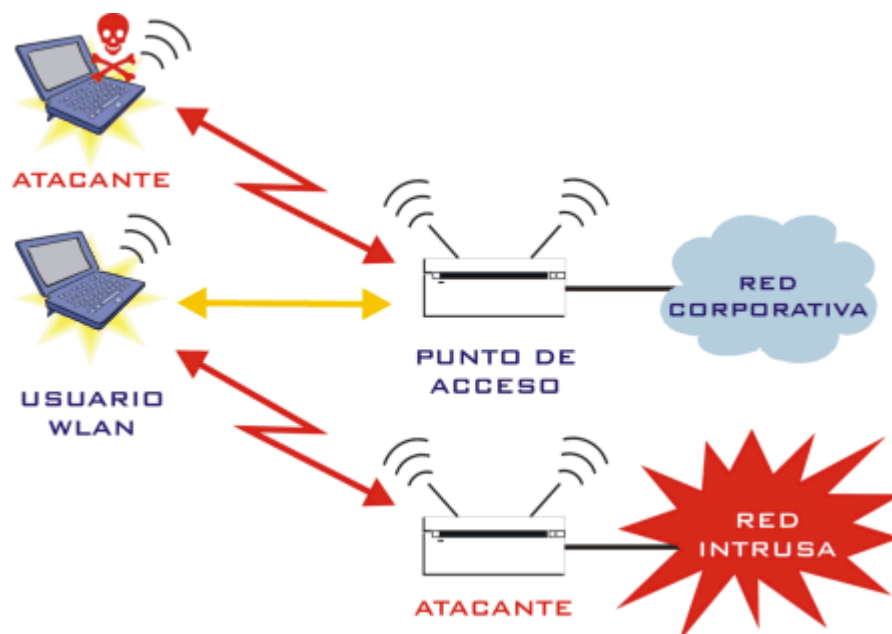 ATACANTE
USUARIO
WLAN
PUNTO DE
ACCESO
RED
CORPORATIVA
ATACANTE
RED
INTRUSA